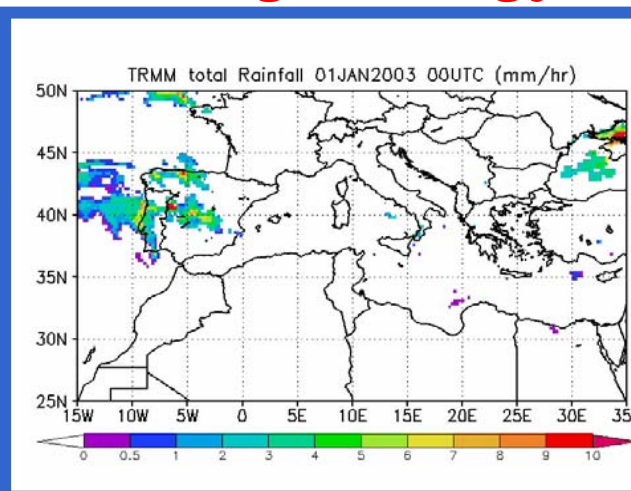 TRMM total Rainfall 01JAN2003 00UTC (mm/hr)
50N
45N
40N
35N
30N
25N
15W 10W 5W 0 5E 10E 15E 20E 25E 30E 35
0 0.5 1 2 3 4 5 6 7 8 9 10